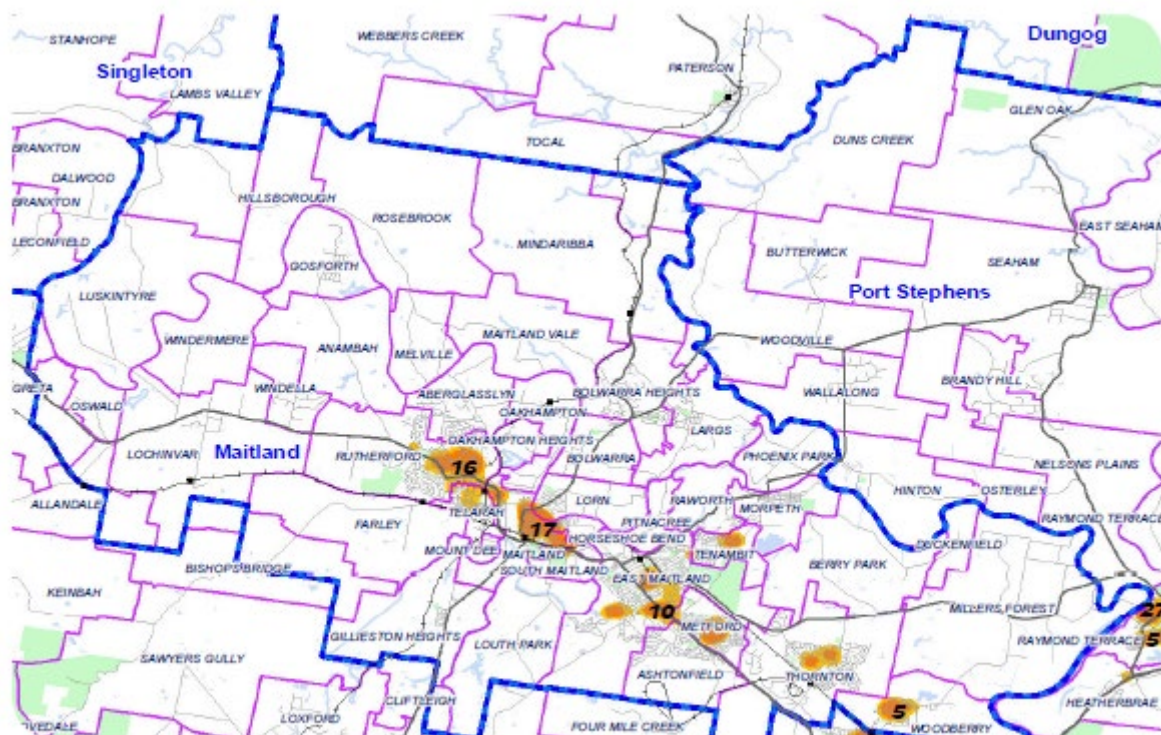 STANHOPE
WEBBERS CREEK
Dungog
Singleton
PATERSON
LAMBS VALLEY
GLEN OAK
BRANXTON
TOCAL
DUNS CREEK
DALWOOD
BRANXTON
HILLSBOROUGH
ROSEBROOK
EAST SEAHAM
LECONFIELD
MINDARIBBA
BUTTERWICK
SEAHAM
GOSFORTH
LUSKINTYRE
Port Stephens
WINDERMERE
ANAMBAH
MAITLAND VALE
WOODVILLE
MELVILLE
GRETA
WINDELLA
ABERGLASSLYN
BOLWARRA HEIGHTS
WALLALONG
BRANDY HILL
OSWALD
OAKHAMPTON
LARGS
OAKHAMPTON HEIGHTS
LOCHINVAR
Maitland
RUTHERFORD
BOLWARRA
PHOENIX PARK
NELSONS PLAINS
16
ALLANDALE
LORN
RAWORTH
HINTON
OSTERLEY
TELARAH
MORPETH
FARLEY
17
PITNACREE
RAYMOND TERRACE
HORSESHOE BEND
DUCKENFIELD
MOUNT DEE
MAITLAND
TENAMBIT
BISHOPS BRIDGE
SOUTH MAITLAND
EAST MAITLAND
BERRY PARK
KEINBAH
10
MILLERS FOREST
27
METFORD
GILLIESTON HEIGHTS
LOUTH PARK
RAYMOND TERRACE
5
SAWYERS GULLY
ASHTONFIELD
THORNTON
CLIFTLEIGH
HEATHERBRAE
5
LOXFORD
FOUR MILE CREEK
WOODBERRY
OVEDALE